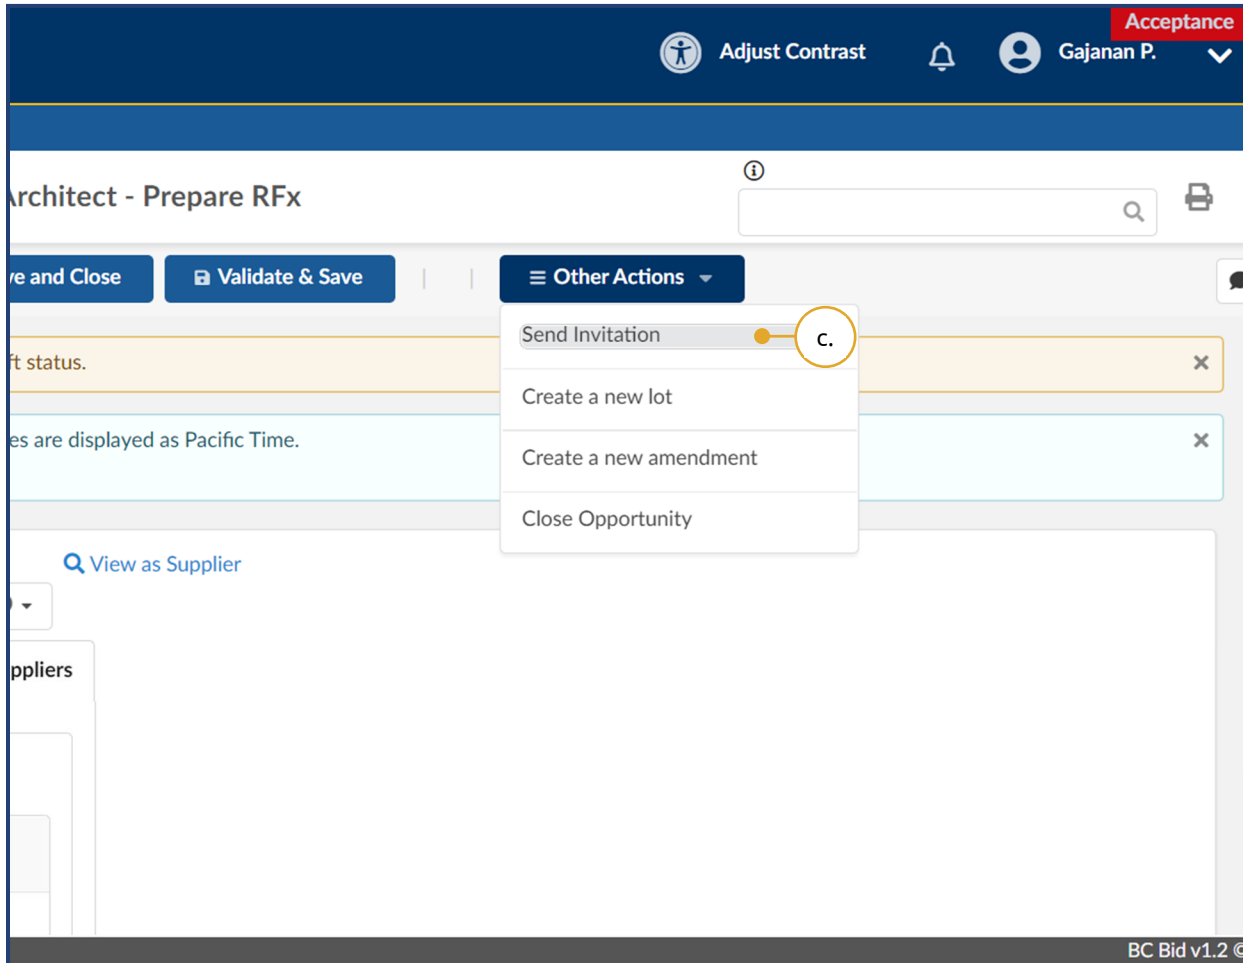 Acceptance
Adjust Contrast
Gajanan P.
Architect - Prepare RFx
ve and Close
Validate & Save
Other Actions
Send Invitation
c.
ft status.
Create a new lot
es are displayed as Pacific Time.
Create a new amendment
Close Opportunity
View as Supplier
ppliers
BC Bid v1.2 ©